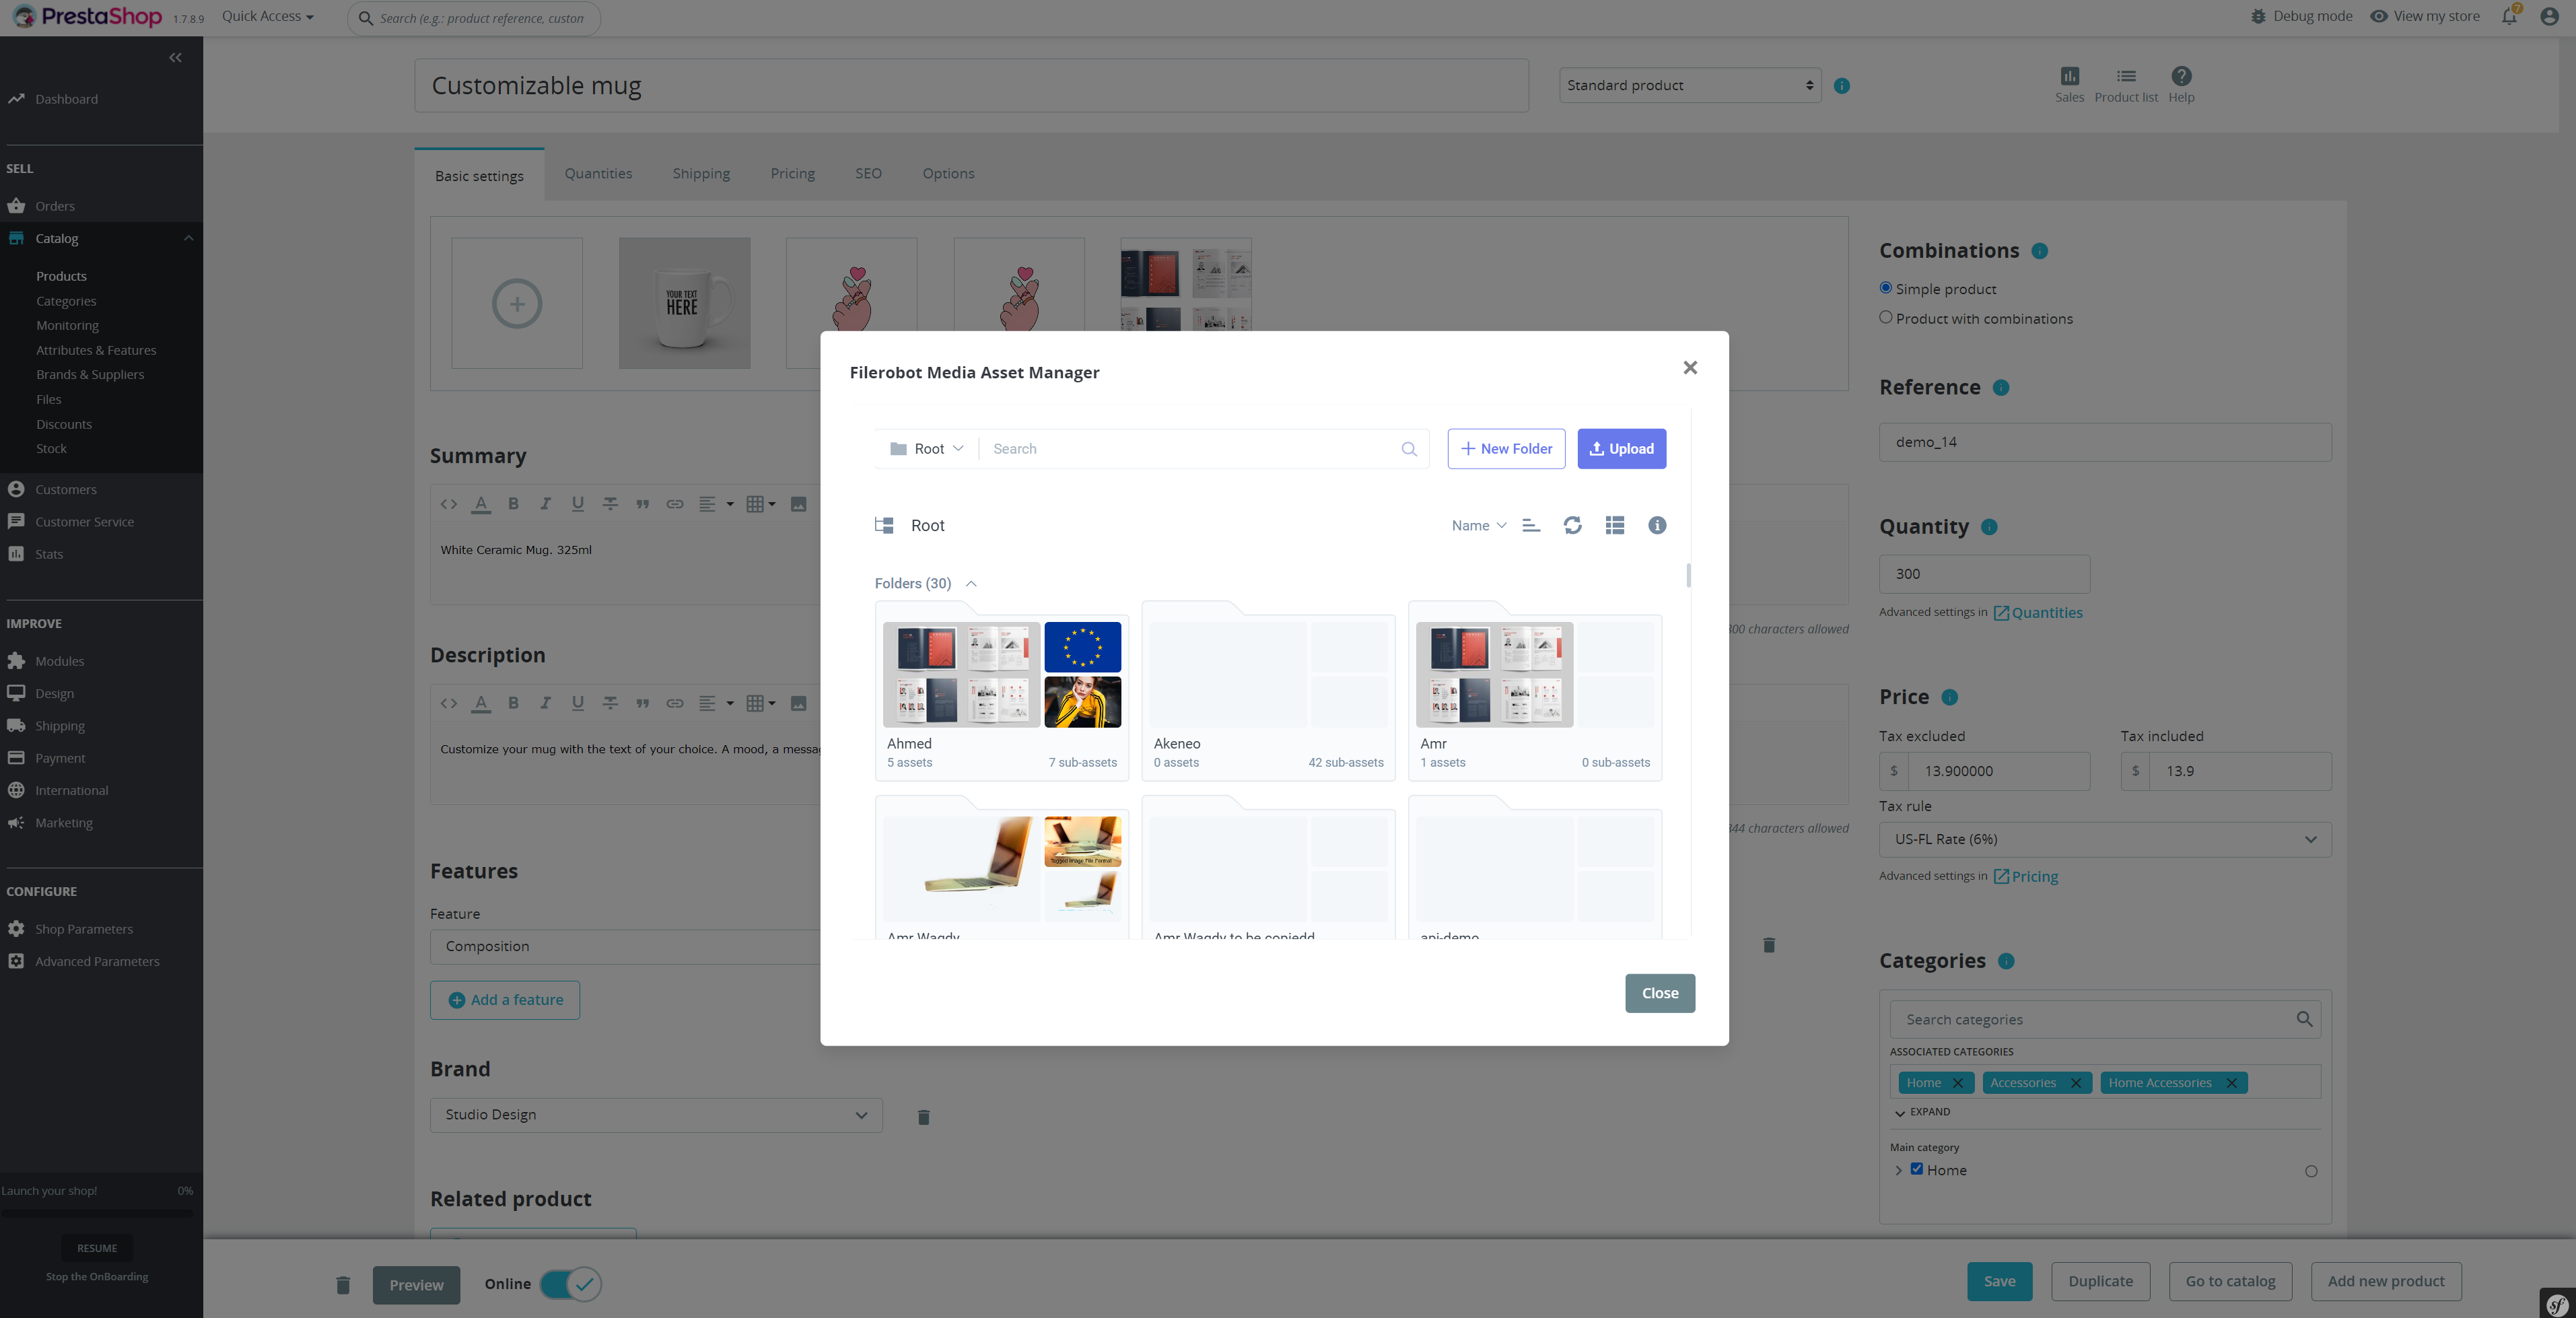 PrestaShop 1.7.8.9 Quick Access Search (e.g.: product reference, custon Debug mode View my store 7
Customizable mug Standard product Sales Product list Help
Dashboard
SELL
Orders
Catalog
Products
Categories
Monitoring
Attributes & Features
Brands & Suppliers
Files
Discounts
Stock
Customers
Customer Service
Stats
IMPROVE
Modules
Design
Shipping
Payment
International
Marketing
CONFIGURE
Shop Parameters
Advanced Parameters
Launch your shop! 0%
RESUME
Stop the OnBoarding
Basic settings Quantities Shipping Pricing SEO Options
YOUR TEXT
HERE
Summary
White Ceramic Mug. 325ml
300 characters allowed
Description
Customize your mug with the text of your choice. A mood, a messag
844 characters allowed
Features
Feature
Composition
Add a feature
Brand
Studio Design
Related product
Filerobot Media Asset Manager
Root Search New Folder Upload
Root Name
Folders (30)
Ahmed
5 assets 7 sub-assets
Akeneo
0 assets 42 sub-assets
Amr
1 assets 0 sub-assets
Tagged Image File Format
Amr Wagdy
Amr Wagdy to be copiedd
api-demo
Close
Combinations
Simple product
Product with combinations
Reference
demo_14
Quantity
300
Advanced settings in Quantities
Price
Tax excluded Tax included
$ 13.900000 $ 13.9
Tax rule
US-FL Rate (6%)
Advanced settings in Pricing
Categories
Search categories
ASSOCIATED CATEGORIES
Home Accessories Home Accessories
EXPAND
Main category
Home
Preview Online Save Duplicate Go to catalog Add new product
sf